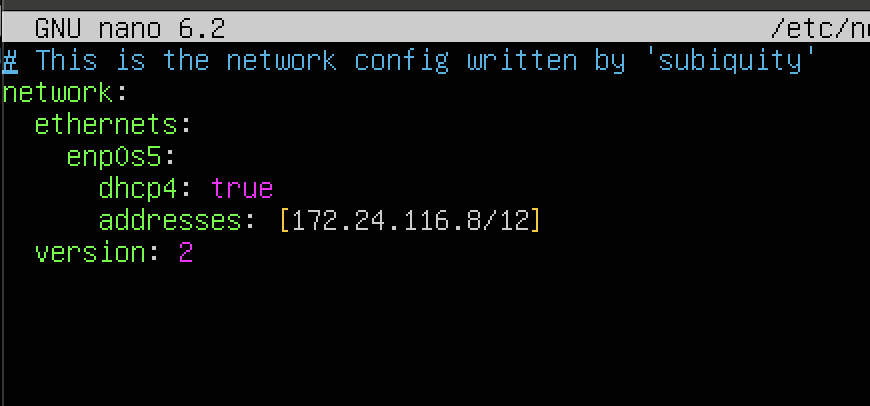 GNU nano 6.2 /etc/n
# This is the network config written by 'subiquity'
network:
  ethernets:
    enp0s5:
      dhcp4: true
      addresses: [172.24.116.8/12]
  version: 2